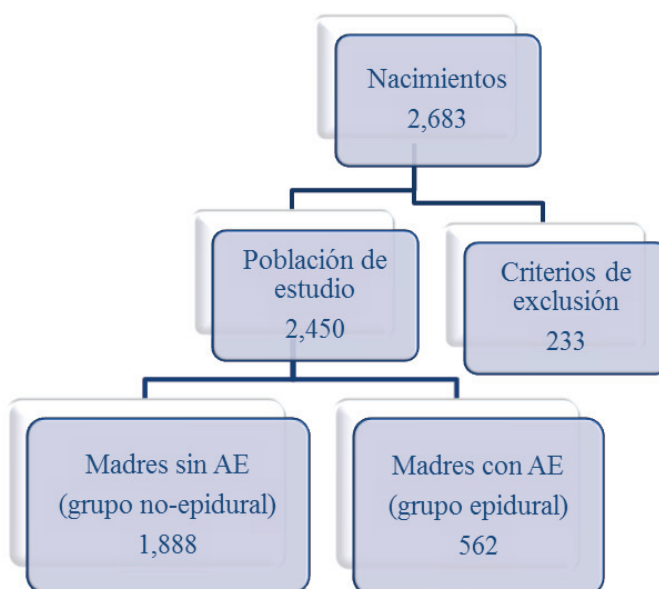 Nacimientos
2,683
Población de
estudio
2,450
Criterios de
exclusión
233
Madres sin AE
(grupo no-epidural)
1,888
Madres con AE
(grupo epidural)
562